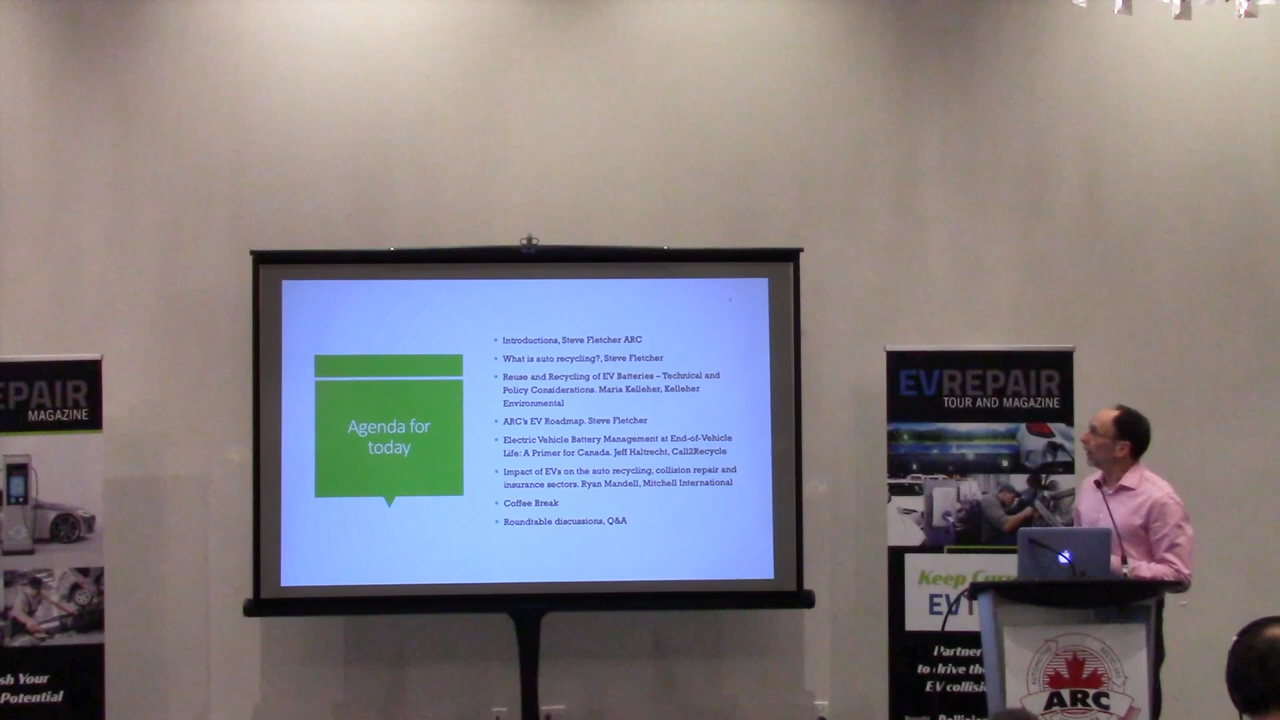 EPAIR
MAGAZINE
sh Your
Potential
Agenda for
today
Introductions, Steve Fletcher ARC
What is auto recycling?, Steve Fletcher
Reuse and Recycling of EV Batteries – Technical and
Policy Considerations. Maria Kelleher, Kelleher
Environmental
ARC's EV Roadmap. Steve Fletcher
Electric Vehicle Battery Management at End-of-Vehicle
Life: A Primer for Canada. Jeff Haltrecht, Call2Recycle
Impact of EVs on the auto recycling, collision repair and
insurance sectors. Ryan Mandell, Mitchell International
Coffee Break
Roundtable discussions, Q&A
EVREPAIR
TOUR AND MAGAZINE
Keep Curr
EV
Partner
to drive the
EV collisi
ARC